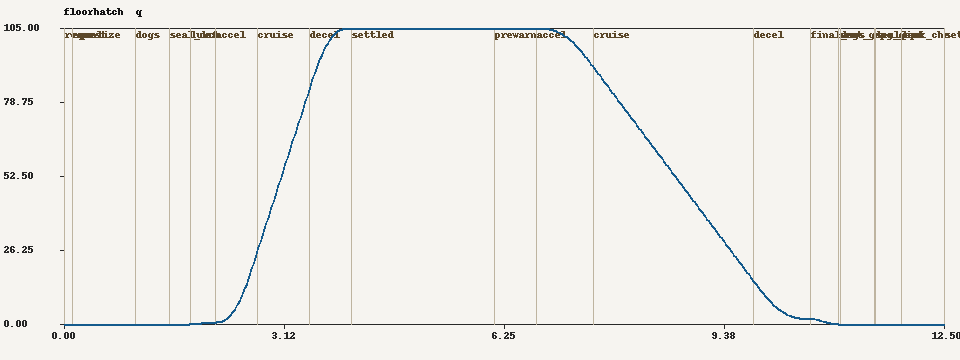 floorhatch q
105.00
dogs
accel cruise decel settled prewarn accel cruise decel
78.75
52.50
26.25
0.00
0.00 3.12 6.25 9.38 12.50